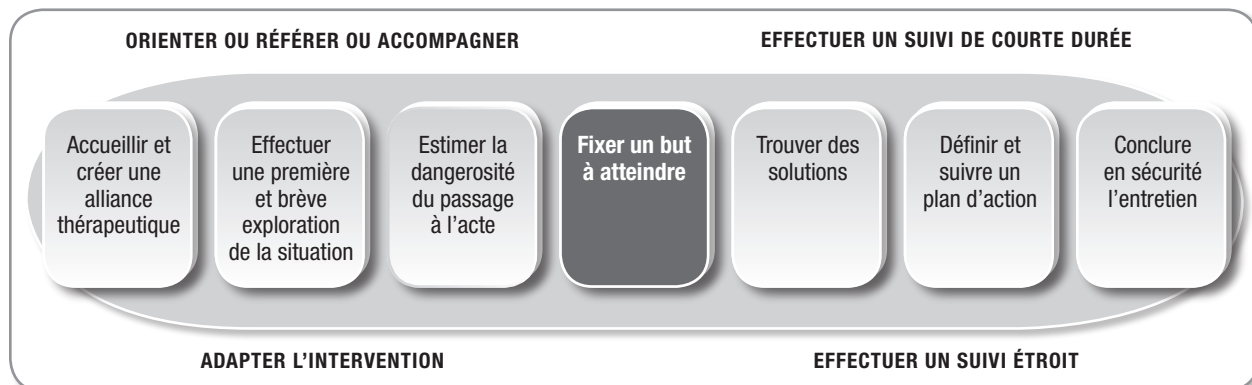 ORIENTER OU RÉFÉRER OU ACCOMPAGNER
EFFECTUER UN SUIVI DE COURTE DURÉE
Accueillir et
créer une
alliance
thérapeutique
Effectuer
une première
et brève
exploration
de la situation
Estimer la
dangerosité
du passage
à l’acte
Fixer un but
à atteindre
Trouver des
solutions
Définir et
suivre un
plan d’action
Conclure
en sécurité
l’entretien
ADAPTER L’INTERVENTION
EFFECTUER UN SUIVI ÉTROIT